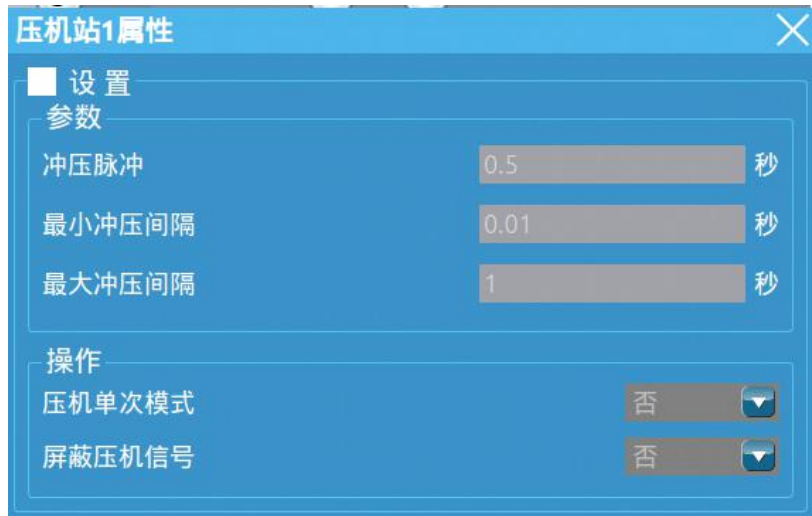 压机站1属性
设置
参数
冲压脉冲 0.5 秒
最小冲压间隔 0.01 秒
最大冲压间隔 1 秒
操作
压机单次模式 否
屏蔽压机信号 否